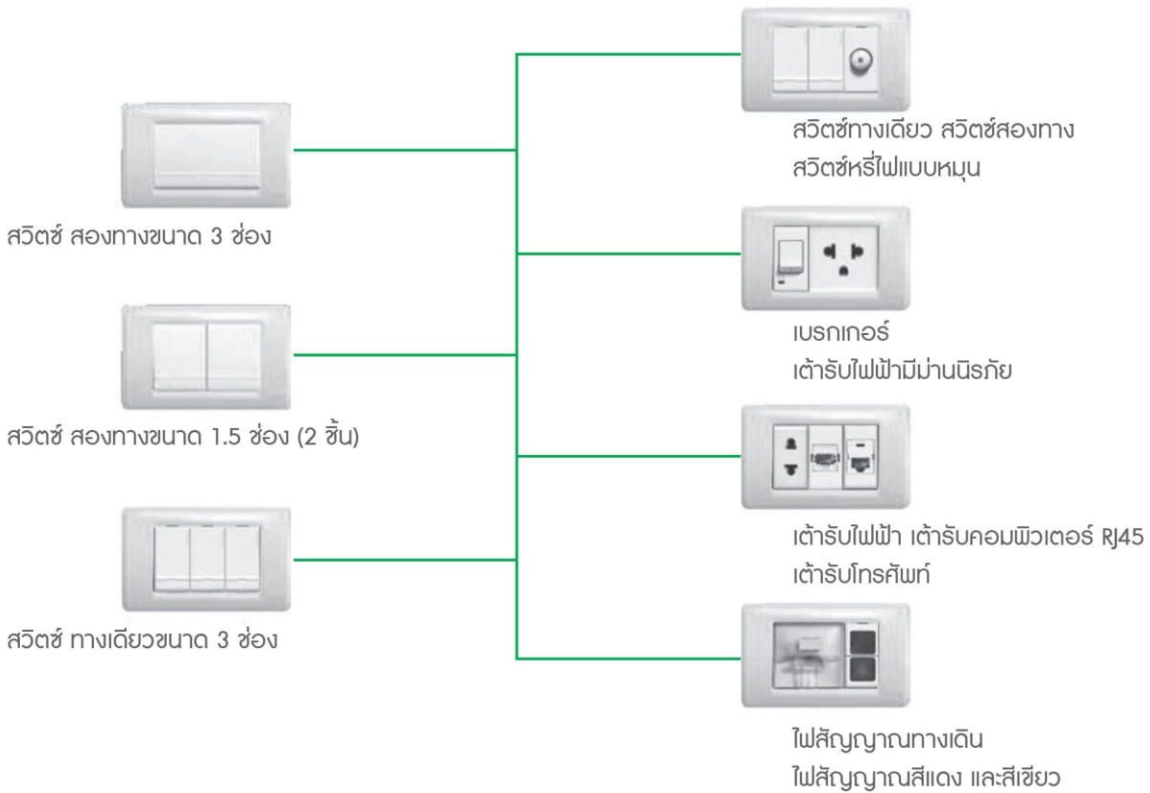 สวิตซ์ สองทางขนาด 3 ช่อง
สวิตซ์ สองทางขนาด 1.5 ช่อง (2 ชิ้น)
สวิตซ์ ทางเดียวขนาด 3 ช่อง
สวิตซ์ทางเดียว สวิตซ์สองทาง
สวิตซ์หรี่ไฟแบบหมุน
เบรกเกอร์
เต้ารับไฟฟ้ามีม่านนิรภัย
เต้ารับไฟฟ้า เต้ารับคอมพิวเตอร์ RJ45
เต้ารับโทรศัพท์
ไฟสัญญาณทางเดิน
ไฟสัญญาณสีแดง และสีเขียว